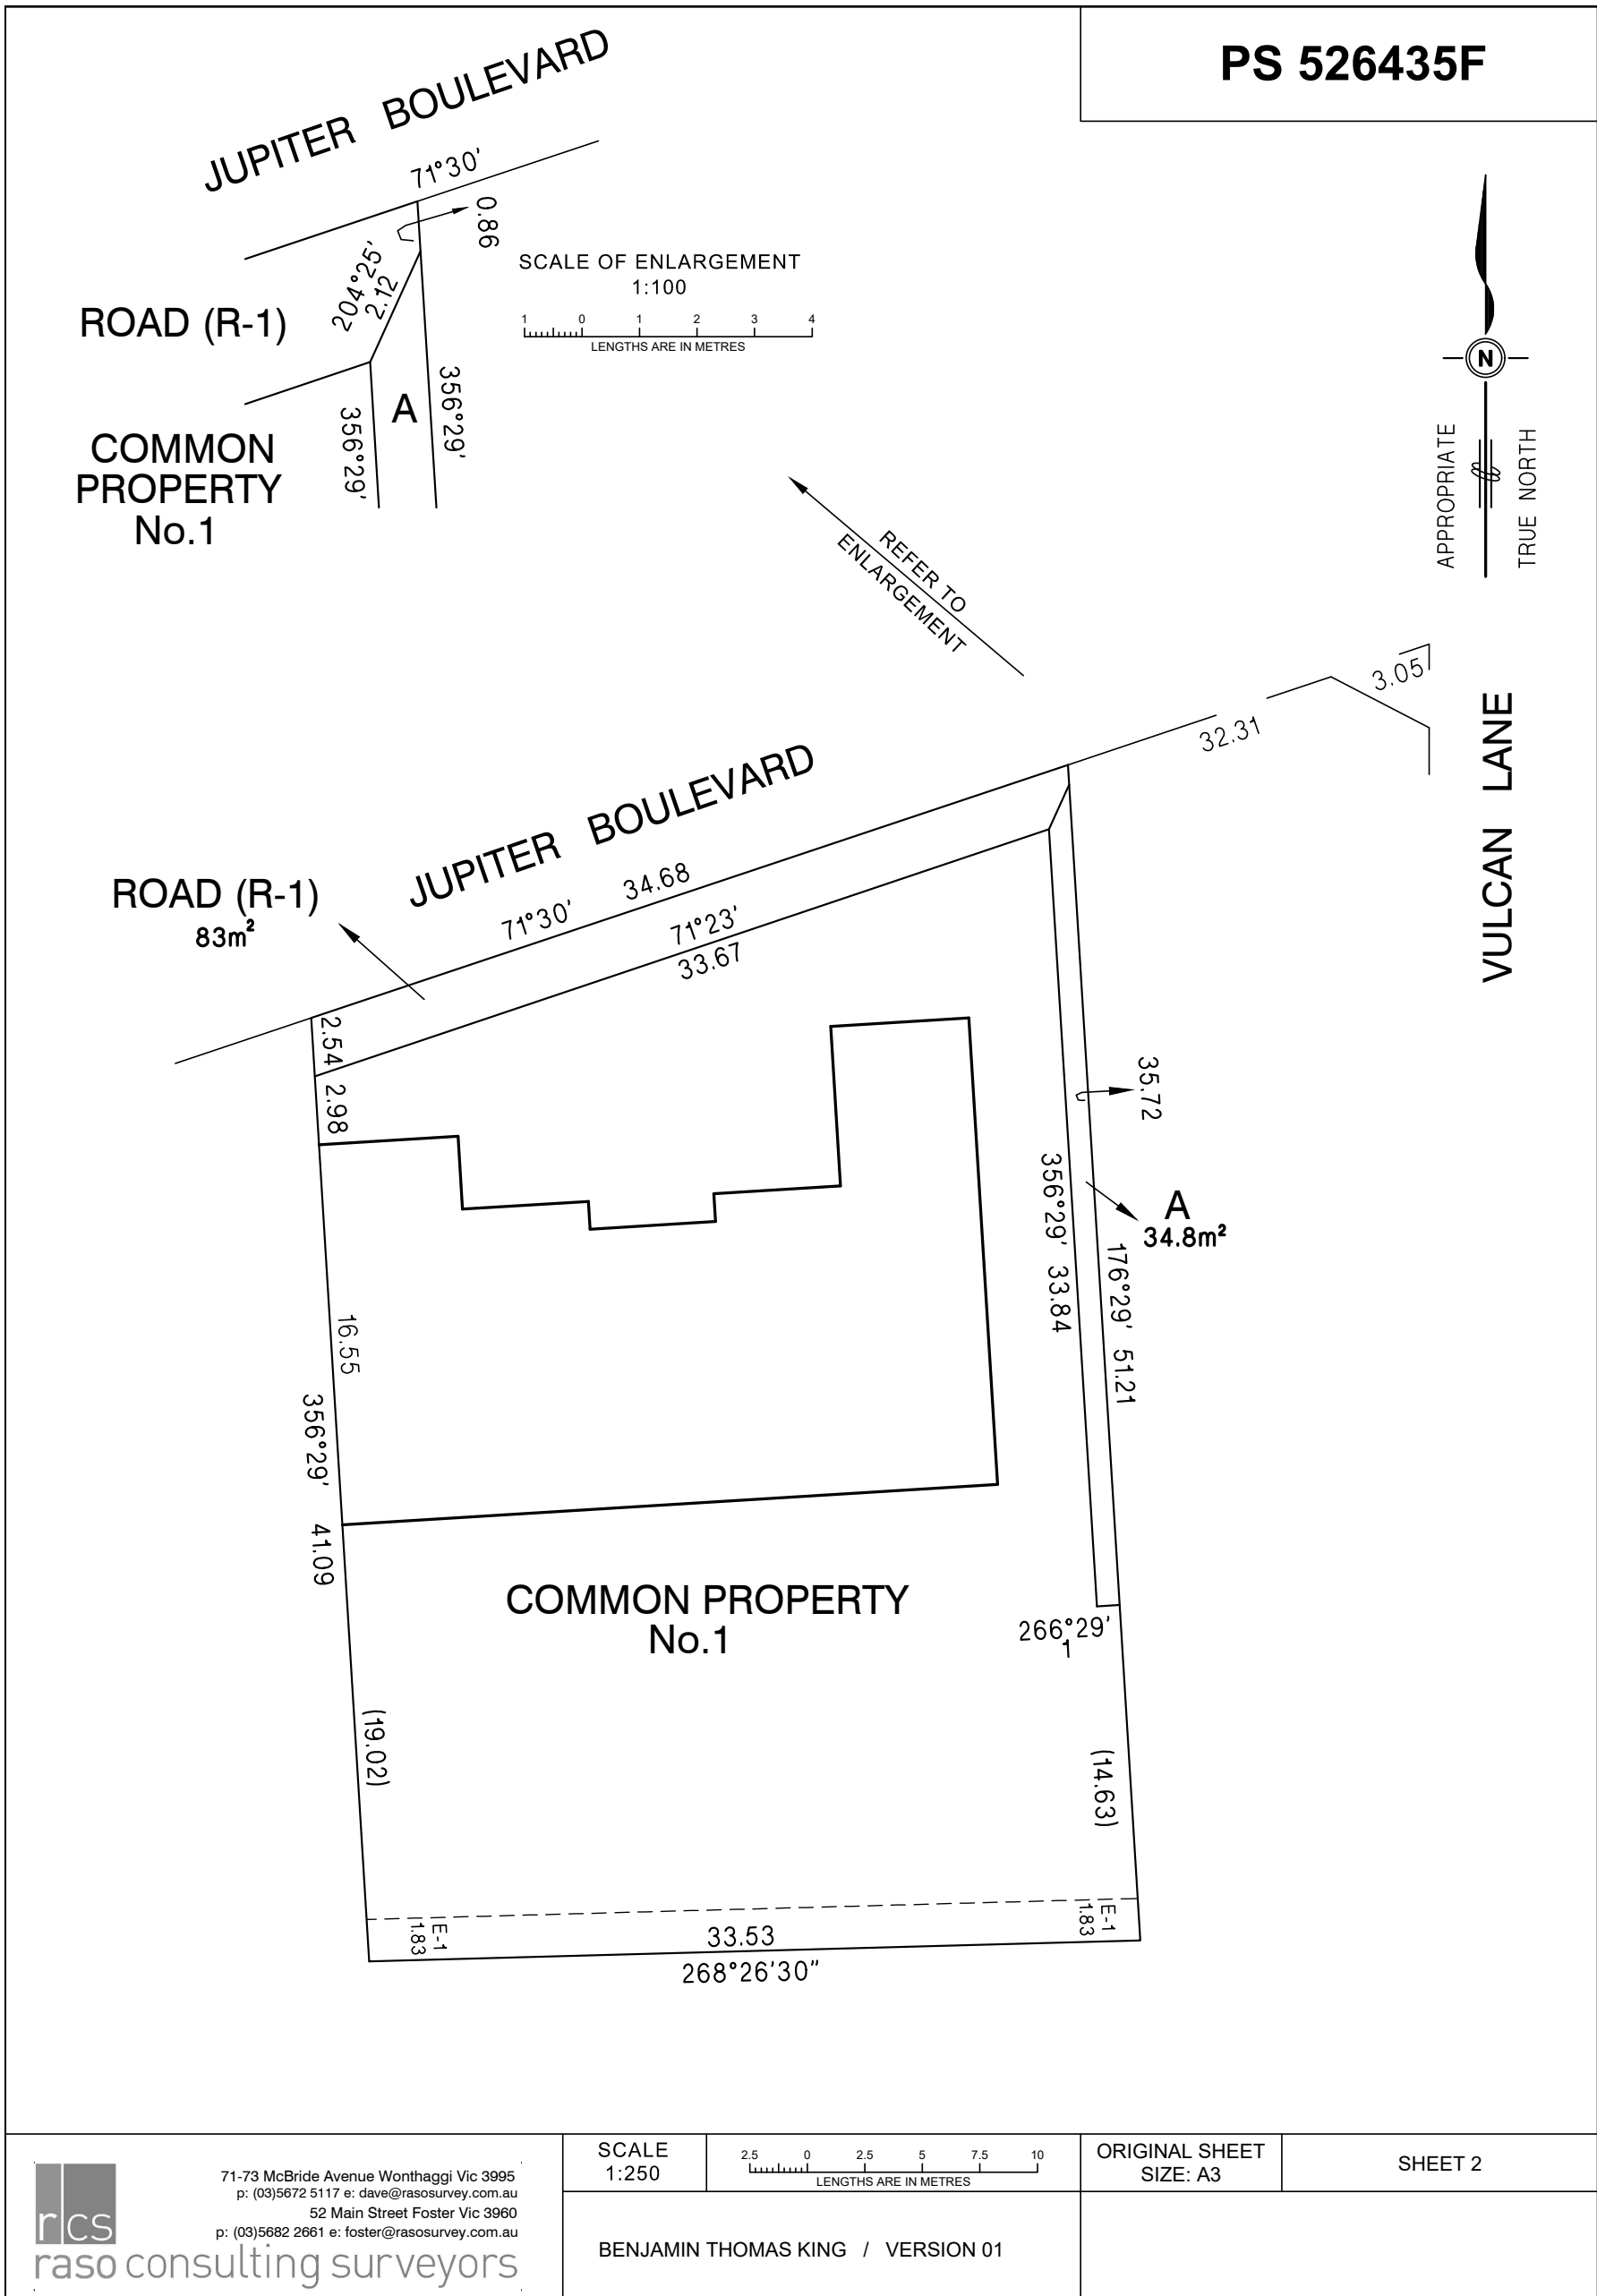 PS 526435F
JUPITER BOULEVARD
71°30'
0.86
204°25'
2.12
ROAD (R-1)
SCALE OF ENLARGEMENT
1:100
1 0 1 2 3 4
LENGTHS ARE IN METRES
A
356°29'
356°29'
COMMON
PROPERTY
No.1
N
APPROPRIATE
TRUE NORTH
REFER TO
ENLARGEMENT
3.05
32.31
VULCAN LANE
JUPITER BOULEVARD
ROAD (R-1)
83m²
71°30' 34.68
71°23'
33.67
2.54
2.98
35.72
356°29' 33.84
A
34.8m²
176°29' 51.21
16.55
356°29' 41.09
COMMON PROPERTY
No.1
266°29'
1
(19.02)
(14.63)
E-1
1.83
E-1
1.83
33.53
268°26'30"
71-73 McBride Avenue Wonthaggi Vic 3995
p: (03)5672 5117 e: dave@rasosurvey.com.au
52 Main Street Foster Vic 3960
p: (03)5682 2661 e: foster@rasosurvey.com.au
rcs
raso consulting surveyors
SCALE
1:250
2.5 0 2.5 5 7.5 10
LENGTHS ARE IN METRES
ORIGINAL SHEET
SIZE: A3
SHEET 2
BENJAMIN THOMAS KING / VERSION 01